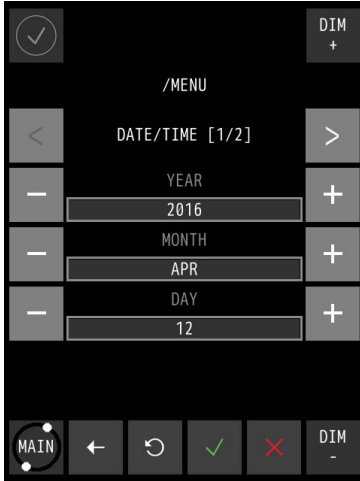 DIM
+
/MENU
< DATE/TIME [1/2] >
YEAR
− 2016 +
MONTH
− APR +
DAY
− 12 +
MAIN
DIM
-